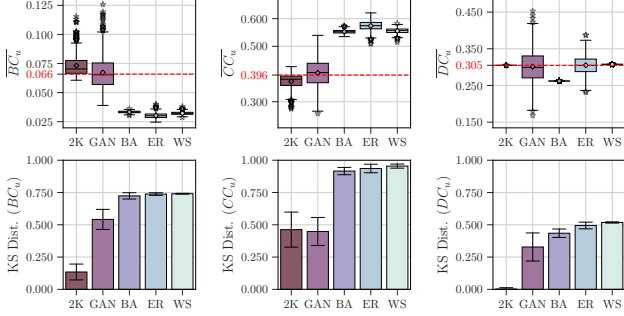 0.125
0.100
0.075
0.066
0.050
0.025
BC_u
2K GAN BA ER WS
0.600
0.500
0.396
0.300
CC_u
2K GAN BA ER WS
0.450
0.375
0.305
0.225
0.150
DC_u
2K GAN BA ER WS
1.000
0.750
0.500
0.250
0.000
KS Dist. (BC_u)
2K GAN BA ER WS
1.000
0.750
0.500
0.250
0.000
KS Dist. (CC_u)
2K GAN BA ER WS
1.000
0.750
0.500
0.250
0.000
KS Dist. (DC_u)
2K GAN BA ER WS